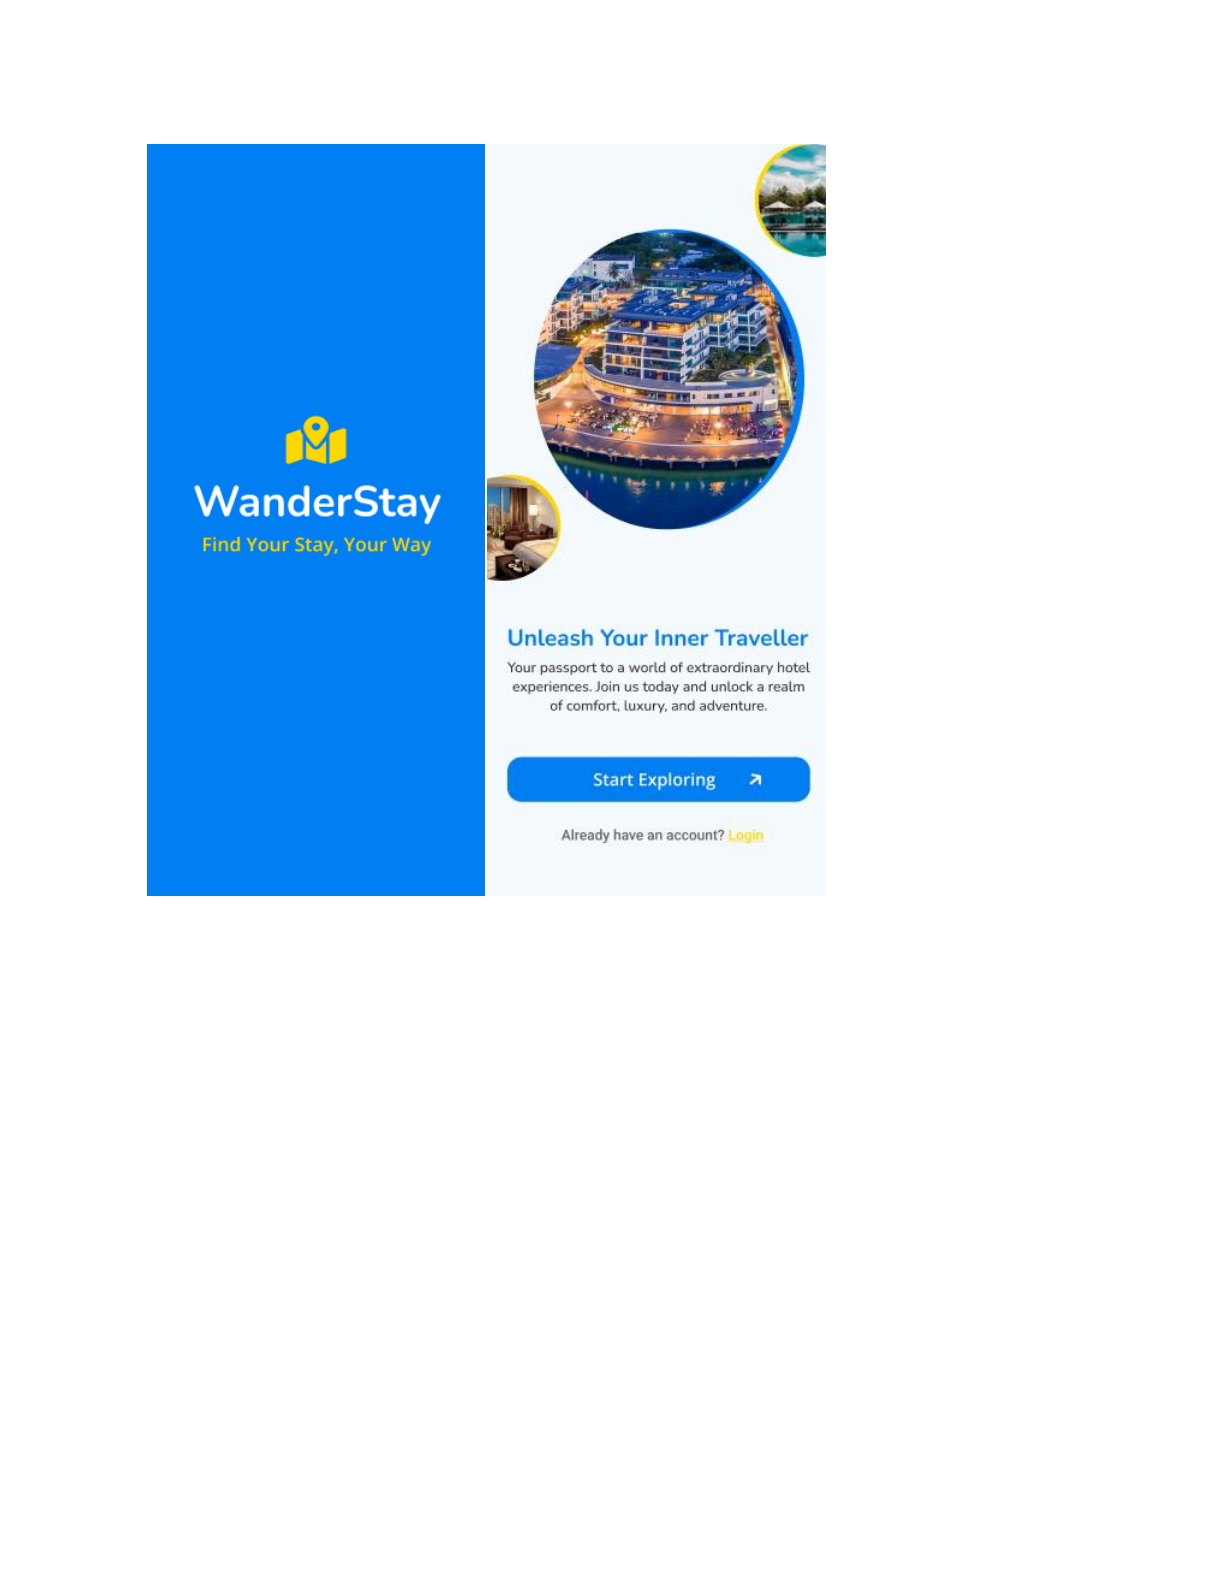 WanderStay
Find Your Stay, Your Way
Unleash Your Inner Traveller
Your passport to a world of extraordinary hotel
experiences. Join us today and unlock a realm
of comfort, luxury, and adventure.
Start Exploring
Already have an account? Login